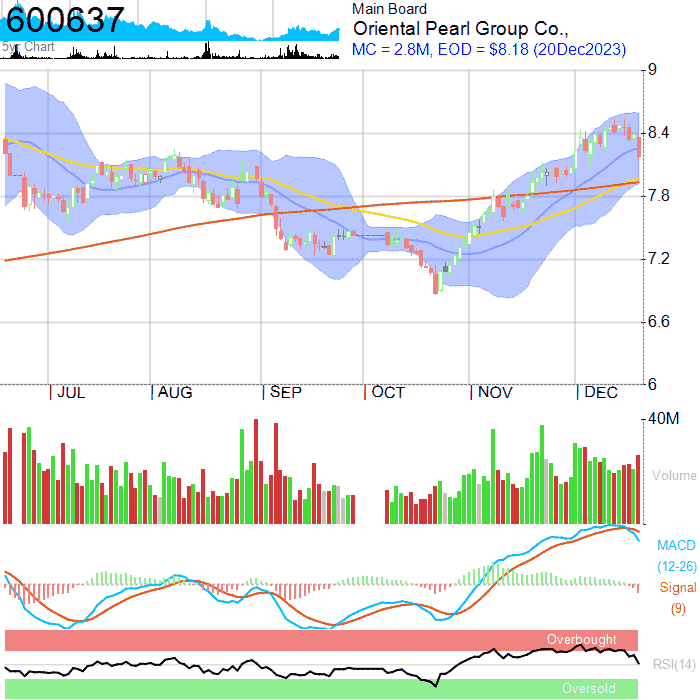 600637
5yr Chart
Main Board
Oriental Pearl Group Co.,
MC = 2.8M, EOD = $8.18 (20Dec2023)
9
8.4
7.8
7.2
6.6
6
JUL AUG SEP OCT NOV DEC
40M
Volume
MACD
(12-26)
Signal
(9)
Overbought
RSI(14)
Oversold